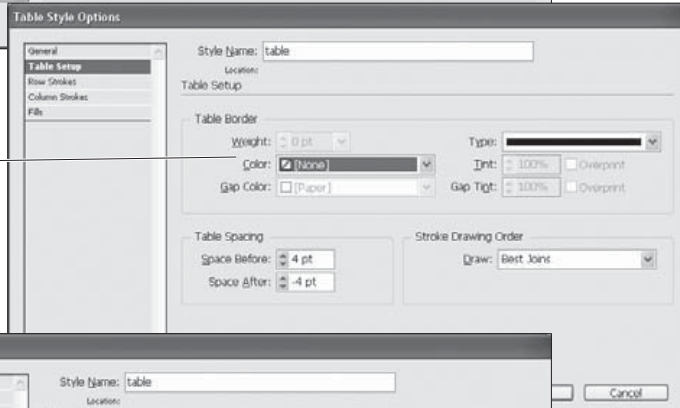 Table Style Options
General
Table Setup
Row Strokes
Column Strokes
Fills
Style Name: table
Location:
Table Setup
Table Border
Weight: 0 pt
Type:
Color: [None]
Tint: 100% Overprint
Gap Color: [Paper]
Gap Tint: 100% Overprint
Table Spacing
Space Before: 4 pt
Space After: -4 pt
Stroke Drawing Order
Draw: Best Joins
Style Name: table
Location:
Cancel